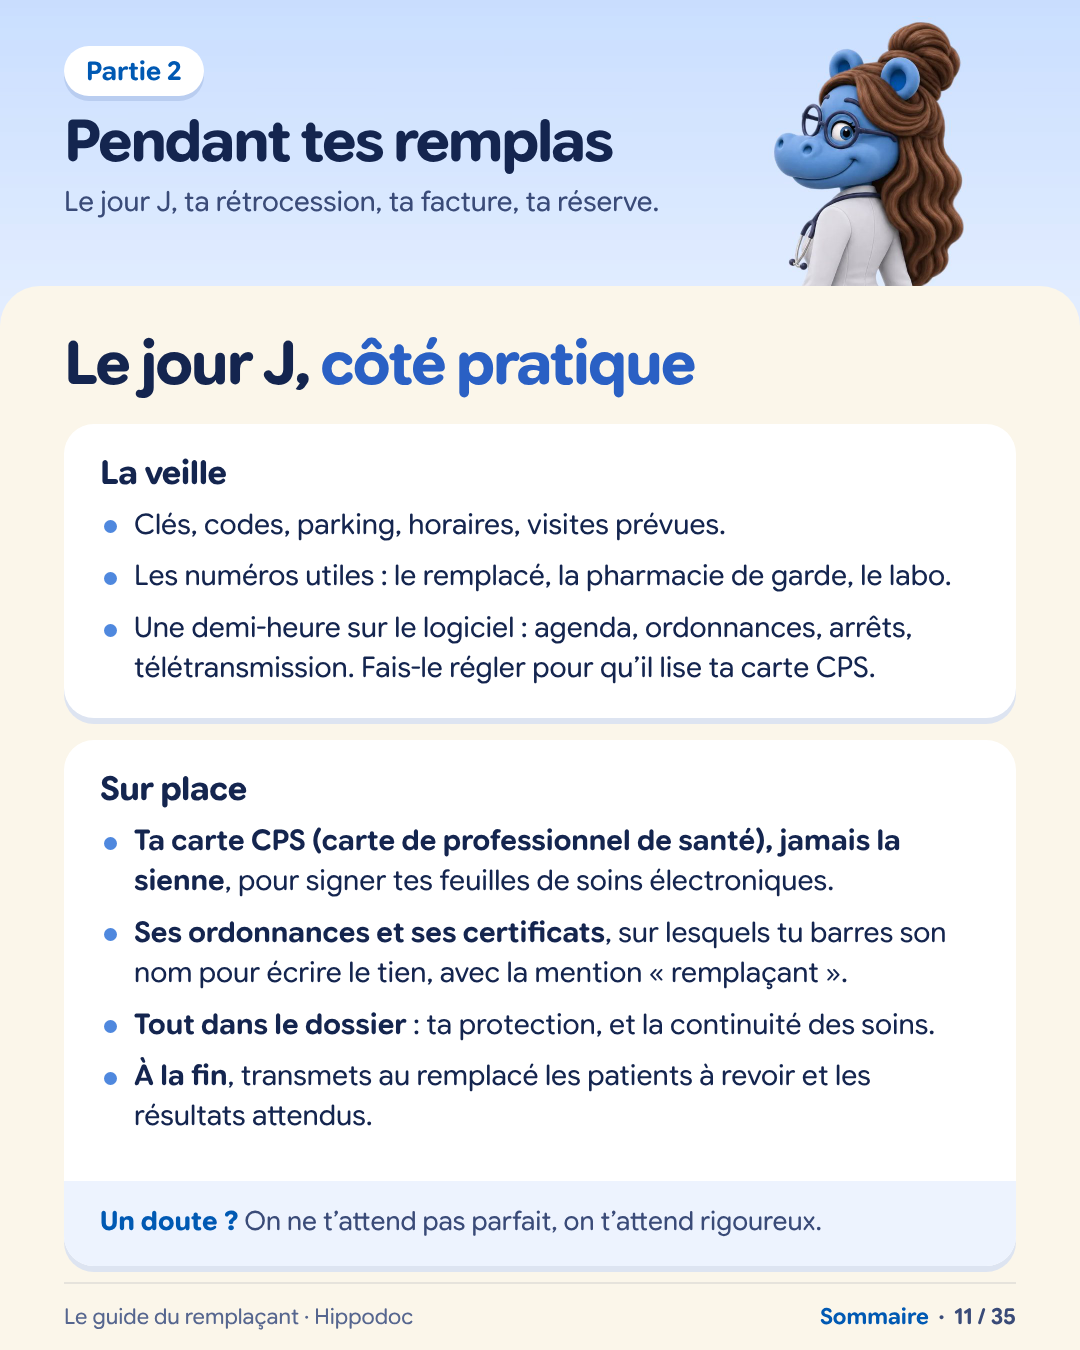 Partie 2
Pendant tes remplas
Le jour J, ta rétrocession, ta facture, ta réserve.
Le jour J, côté pratique
La veille
Clés, codes, parking, horaires, visites prévues.
Les numéros utiles : le remplacé, la pharmacie de garde, le labo.
Une demi-heure sur le logiciel : agenda, ordonnances, arrêts,
télétransmission. Fais-le régler pour qu’il lise ta carte CPS.
Sur place
Ta carte CPS (carte de professionnel de santé), jamais la
sienne, pour signer tes feuilles de soins électroniques.
Ses ordonnances et ses certificats, sur lesquels tu barres son
nom pour écrire le tien, avec la mention « remplaçant ».
Tout dans le dossier : ta protection, et la continuité des soins.
À la fin, transmets au remplacé les patients à revoir et les
résultats attendus.
Un doute ? On ne t’attend pas parfait, on t’attend rigoureux.
Le guide du remplaçant · Hippodoc
Sommaire · 11 / 35